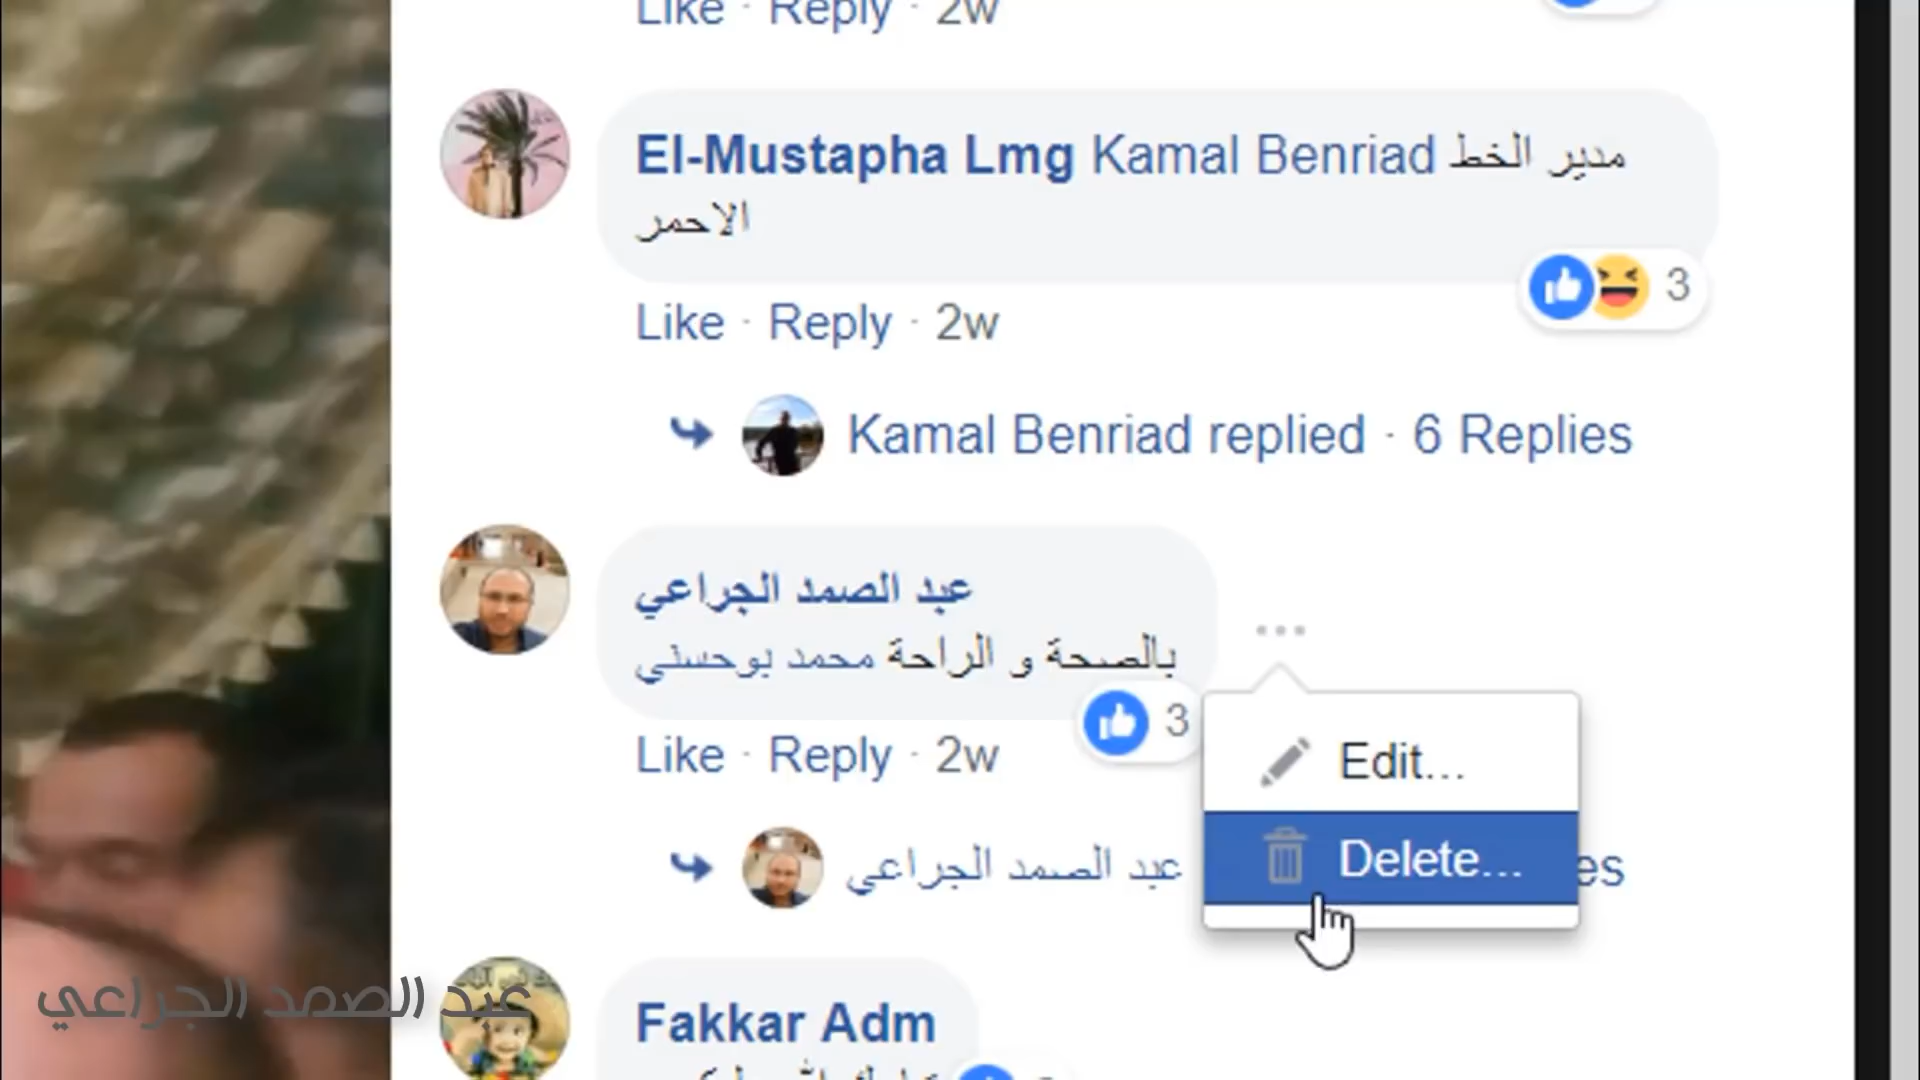 Like · Reply · 2w
El-Mustapha Lmg Kamal Benriad مدير الخط
الاحمر
3
Like · Reply · 2w
Kamal Benriad replied · 6 Replies
عبد الصمد الجراعي
بالصحة و الراحة محمد بوحسني
3
Like · Reply · 2w
Edit...
Delete...
عبد الصمد الجراعي
es
Fakkar Adm
عبد الصمد الجراعي